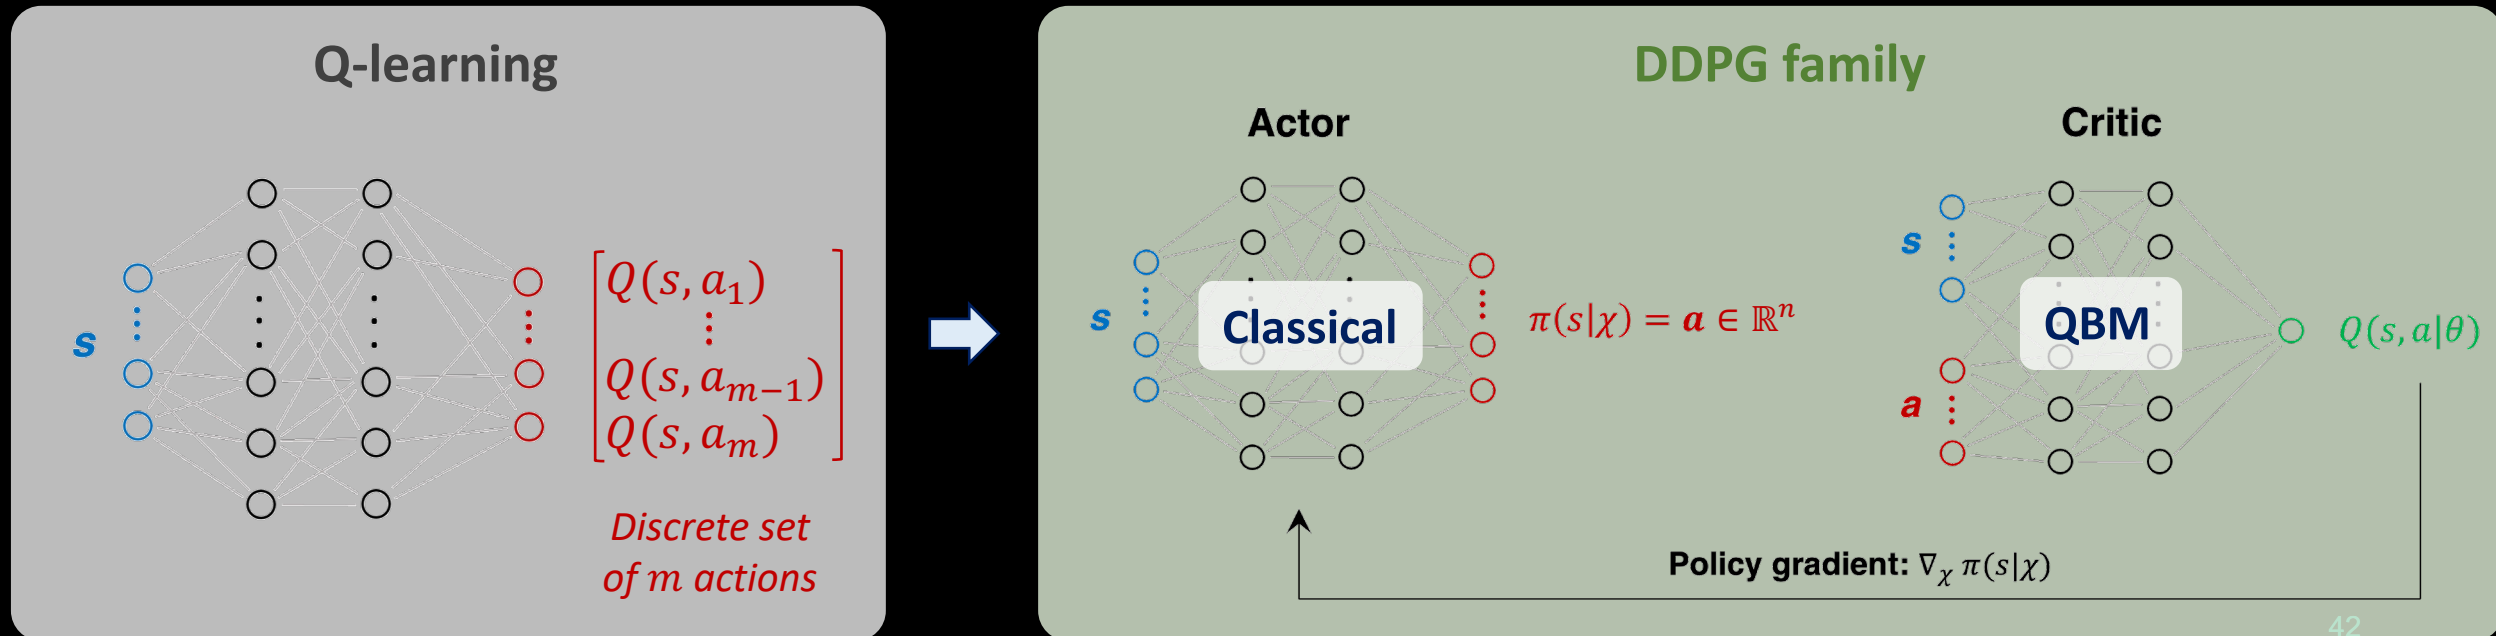 Q-learning
s
Q(s, a₁)
⋮
Q(s, aₘ₋₁)
Q(s, aₘ)
Discrete set
of m actions
DDPG family
Actor
s
Classical
π(s|χ) = a ∈ ℝⁿ
Critic
s
a
QBM
Q(s, a|θ)
Policy gradient: ∇χ π(s|χ)
42